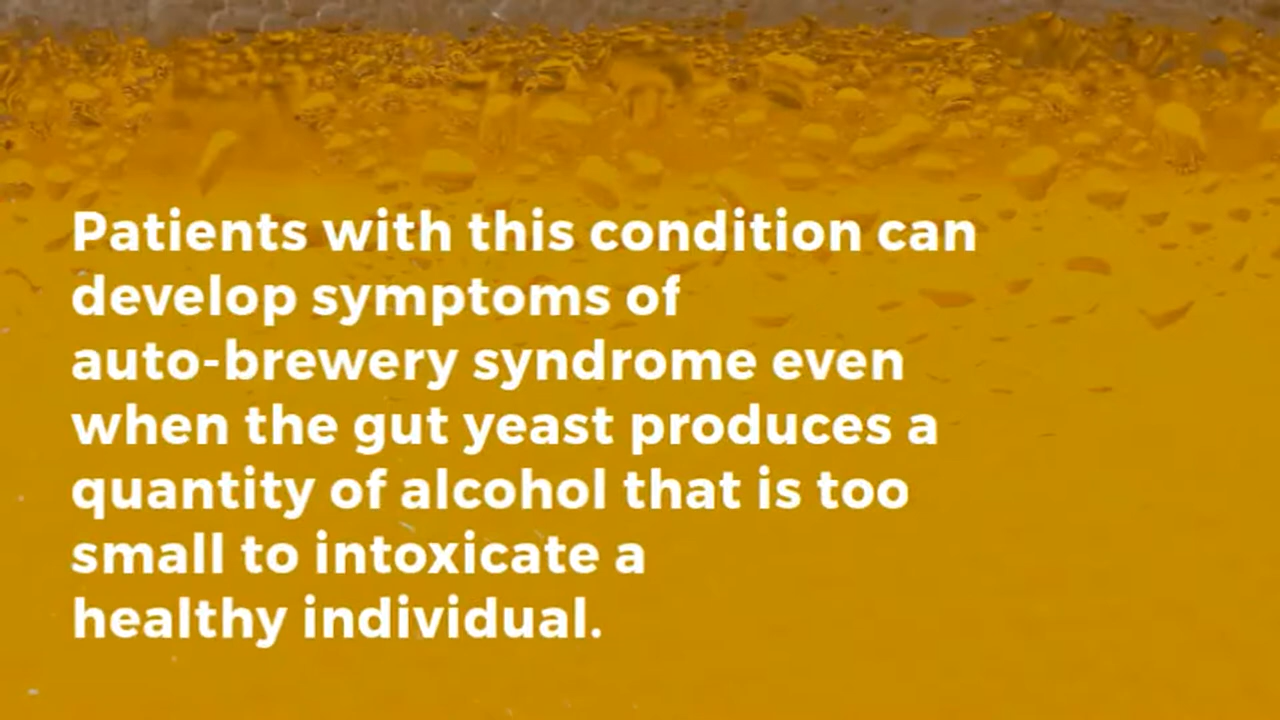 Patients with this condition can
develop symptoms of
auto-brewery syndrome even
when the gut yeast produces a
quantity of alcohol that is too
small to intoxicate a
healthy individual.